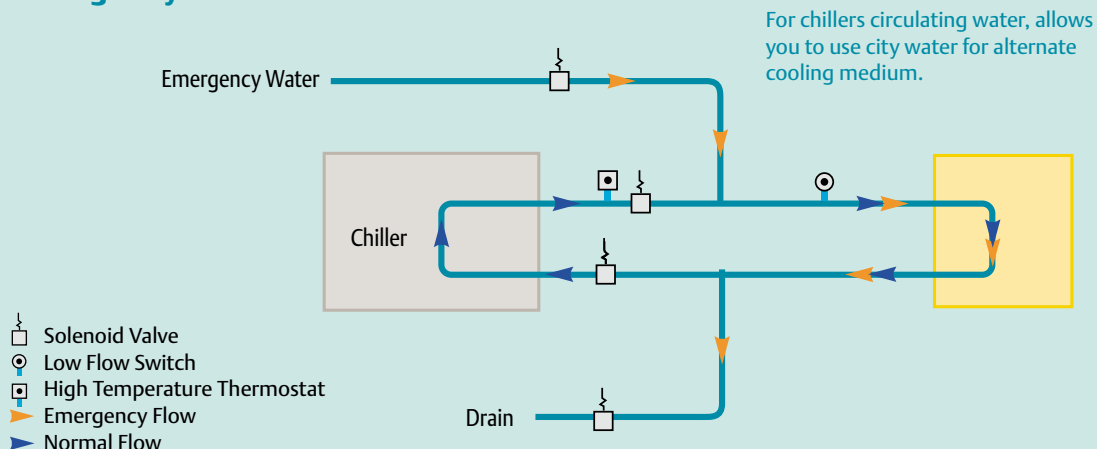 For chillers circulating water, allows
you to use city water for alternate
cooling medium.
Emergency Water
Chiller
Solenoid Valve
Low Flow Switch
High Temperature Thermostat
Emergency Flow
Normal Flow
Drain